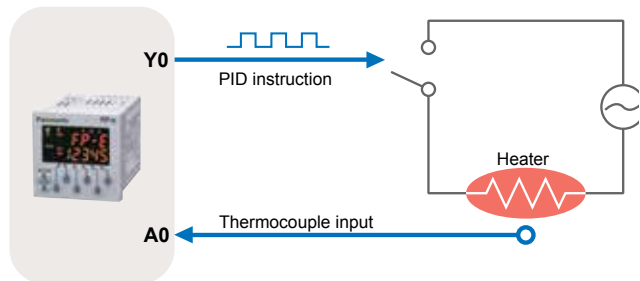 Y0
PID instruction
Panasonic
FP-E
12345
Heater
Thermocouple input
A0